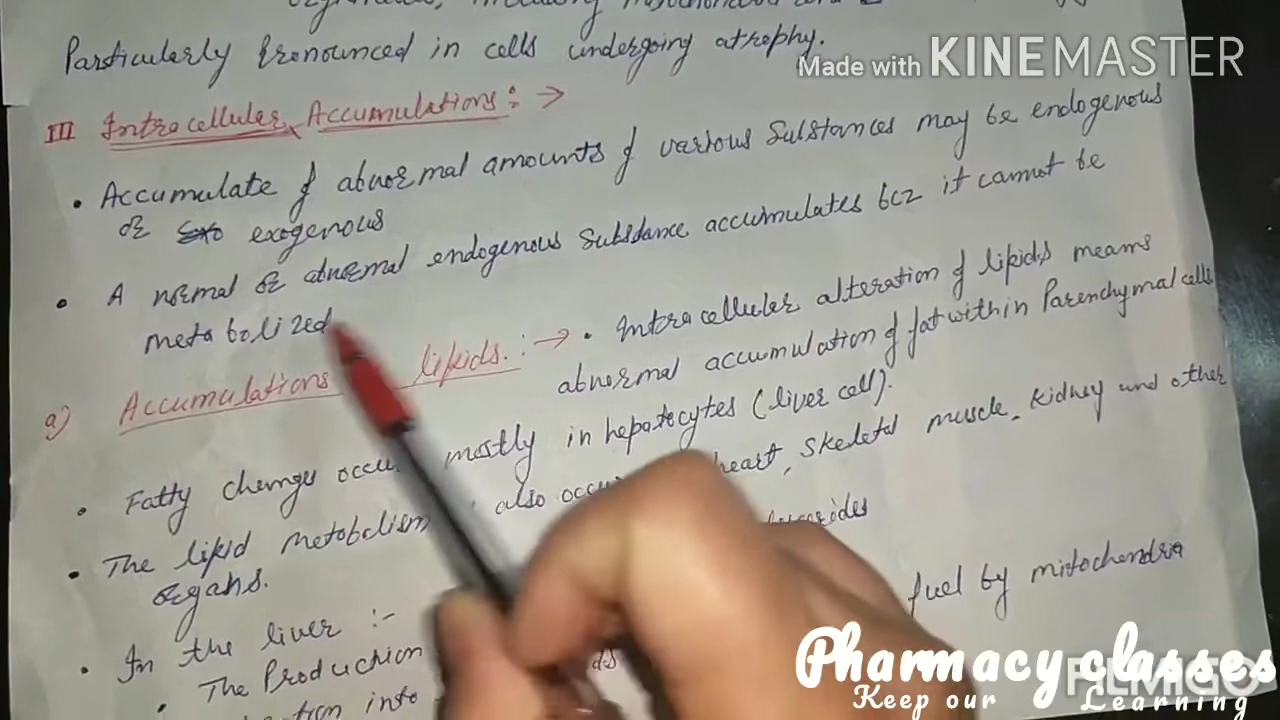 Particularly Pronounced in cells undergoing atrophy.
Made with KINEMASTER
III Intracellular Accumulations: →
• Accumulate of abnormal amounts of various Substances may be endogenous
or exogenous
• A normal or abnormal endogenous Substance accumulates bcz it cannot be
metabolized
a) Accumulations lipids. : → • Intracellular alteration of lipids means
abnormal accumulation of fat within Parenchymal cells
• Fatty changes occur mostly in hepatocytes (liver cell).
• The lipid metabolism also occur heart, skeletal muscle, kidney and other
organs.
• In the liver :-
• The Production fuel by mitochondria
into
Pharmacy classes
Keep our Learning
FILMIGO